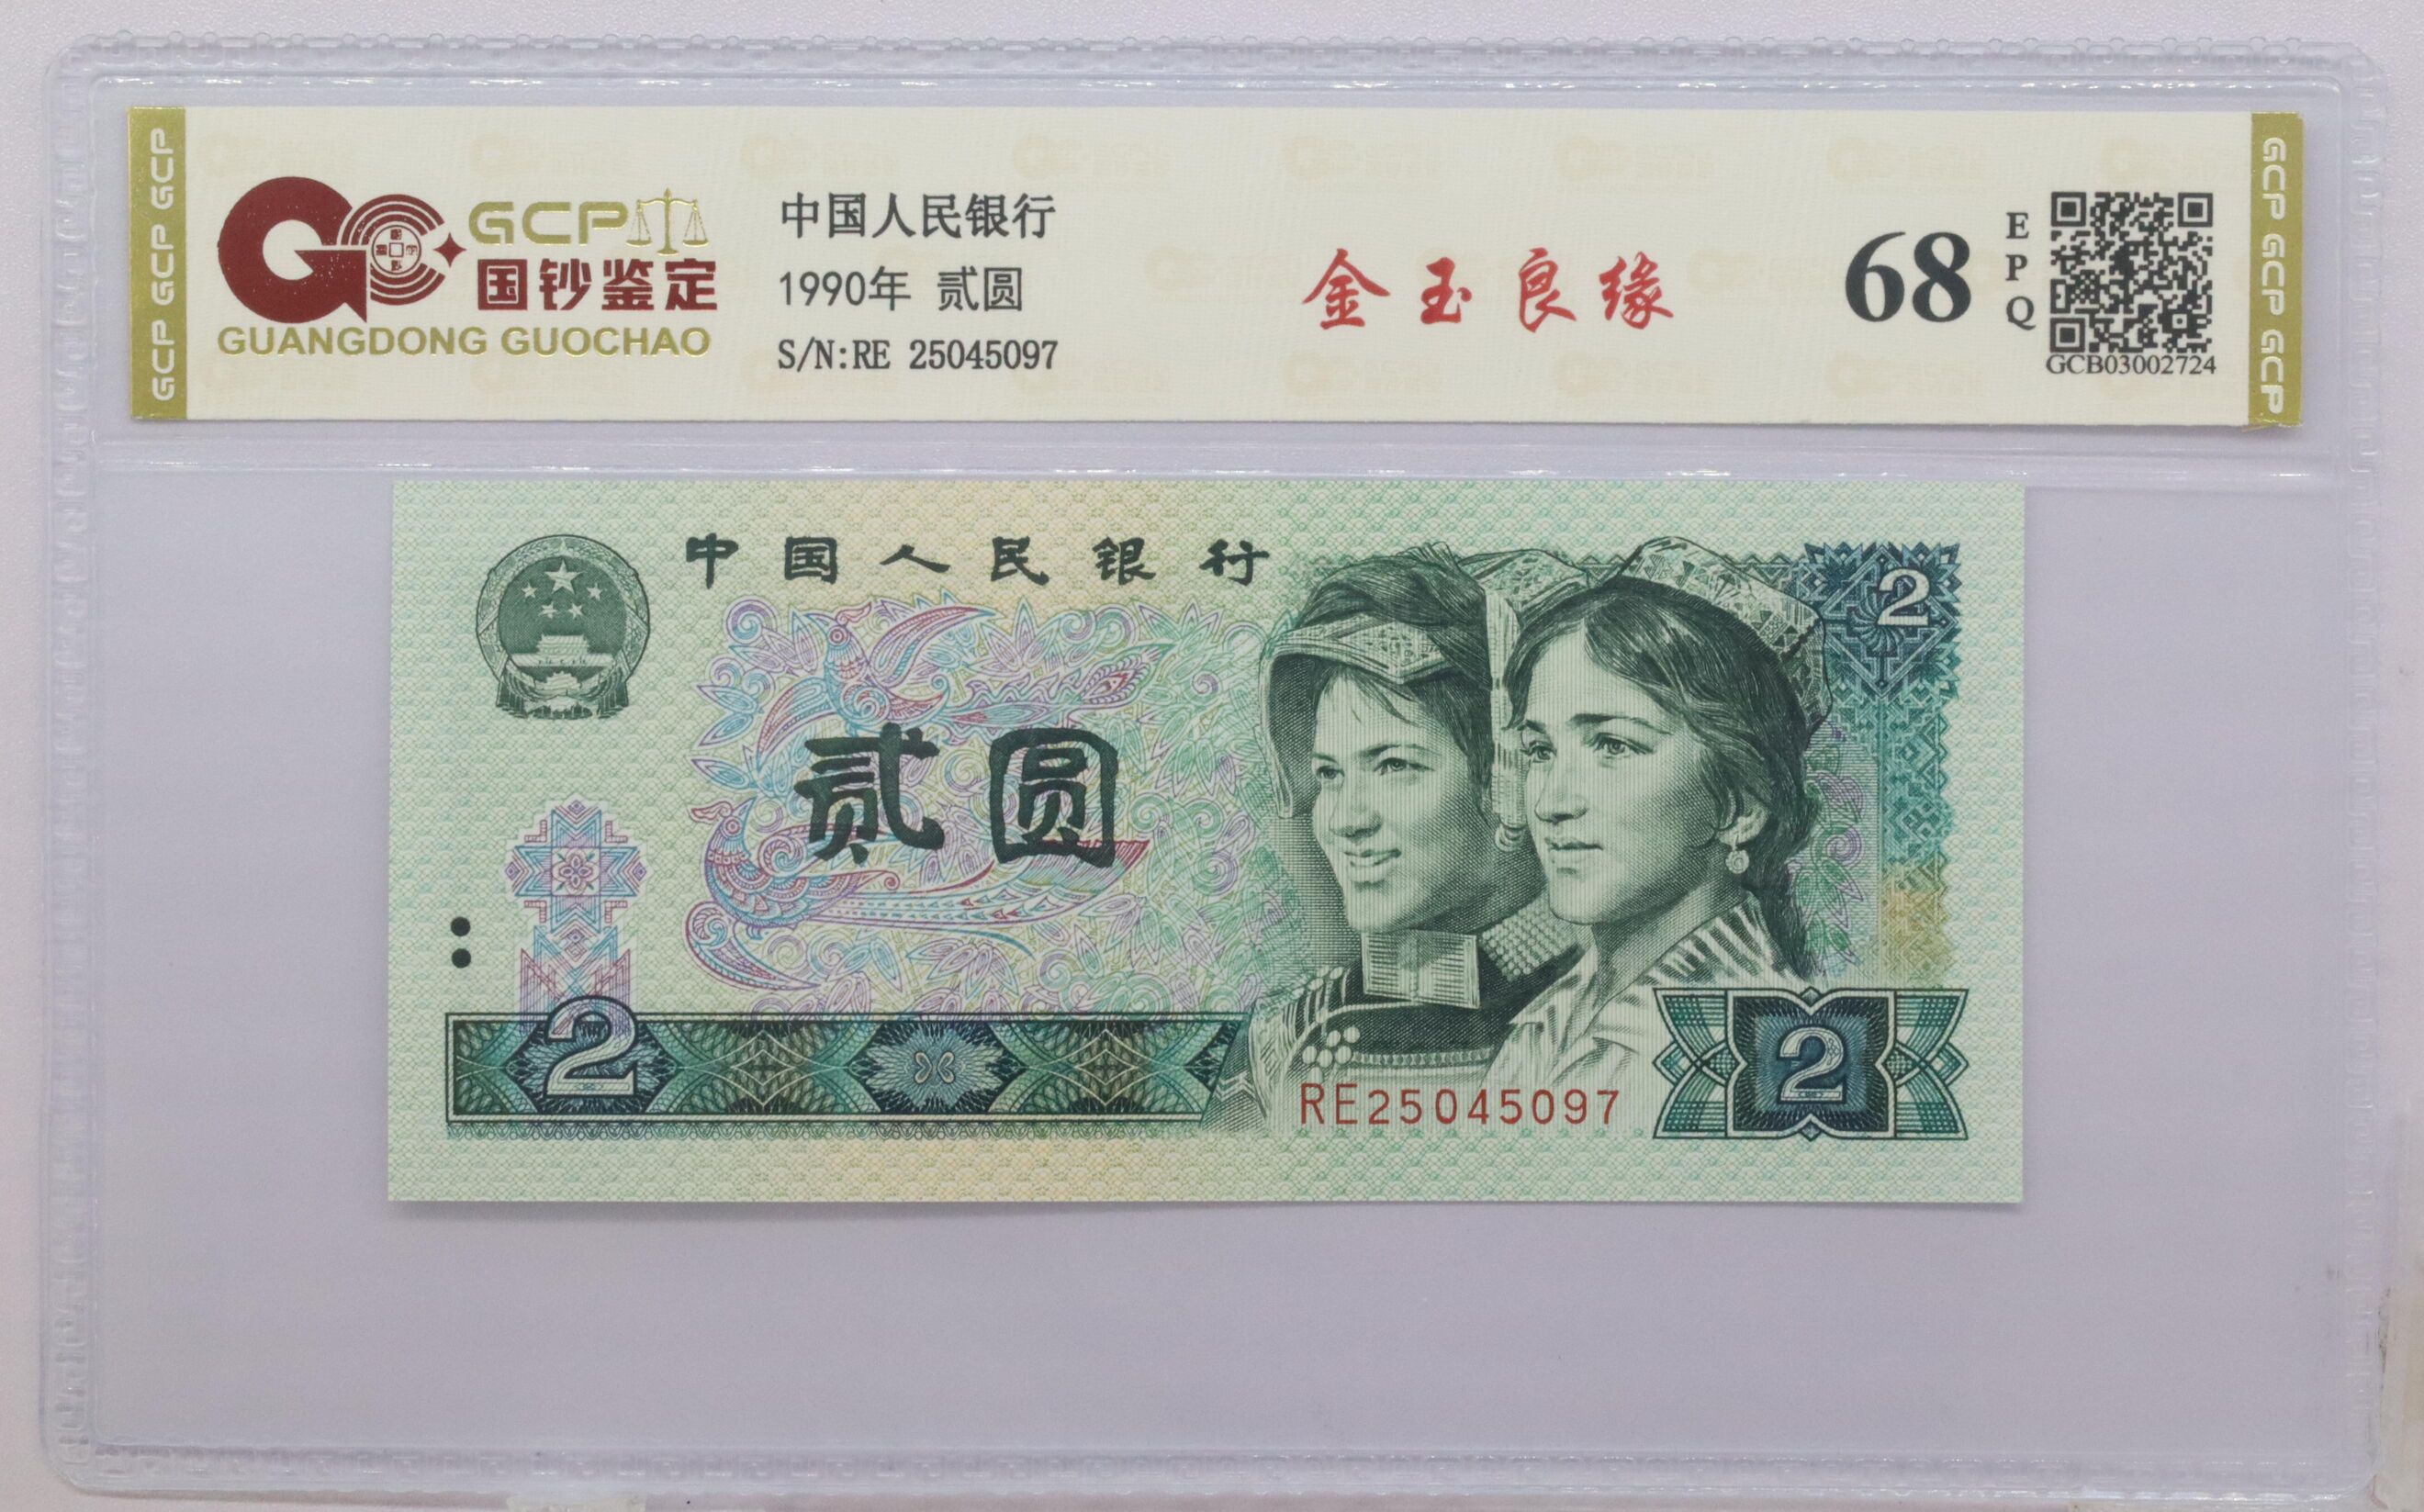 GCP GCP GCP
GCP
国钞鉴定
GUANGDONG GUOCHAO
中国人民银行
1990年 贰圆
S/N:RE 25045097
金玉良缘
68
EPQ
GCB03002724
GCP GCP GCP
中国人民银行
2
贰圆
2
RE25045097
2